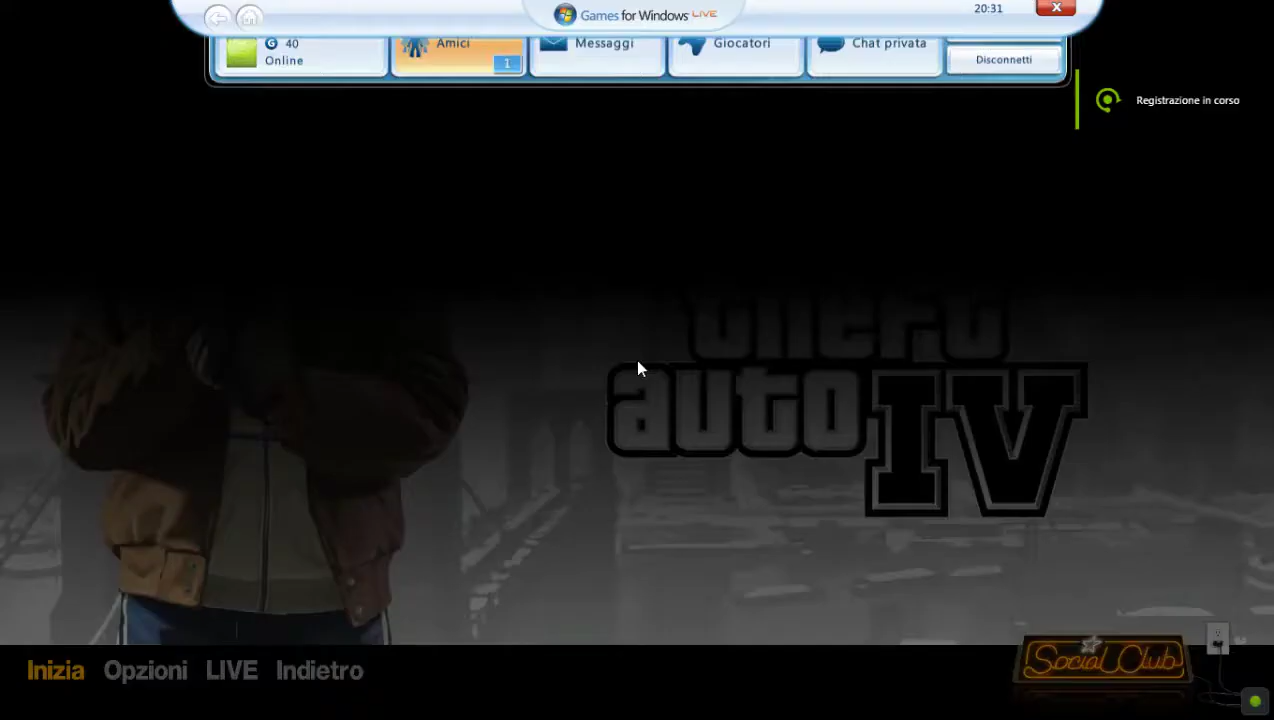 Games for Windows LIVE
20:31
G 40
Online
Amici
1
Messaggi
Giocatori
Chat privata
Disconnetti
Registrazione in corso
theft
auto IV
Inizia Opzioni LIVE Indietro
Social Club